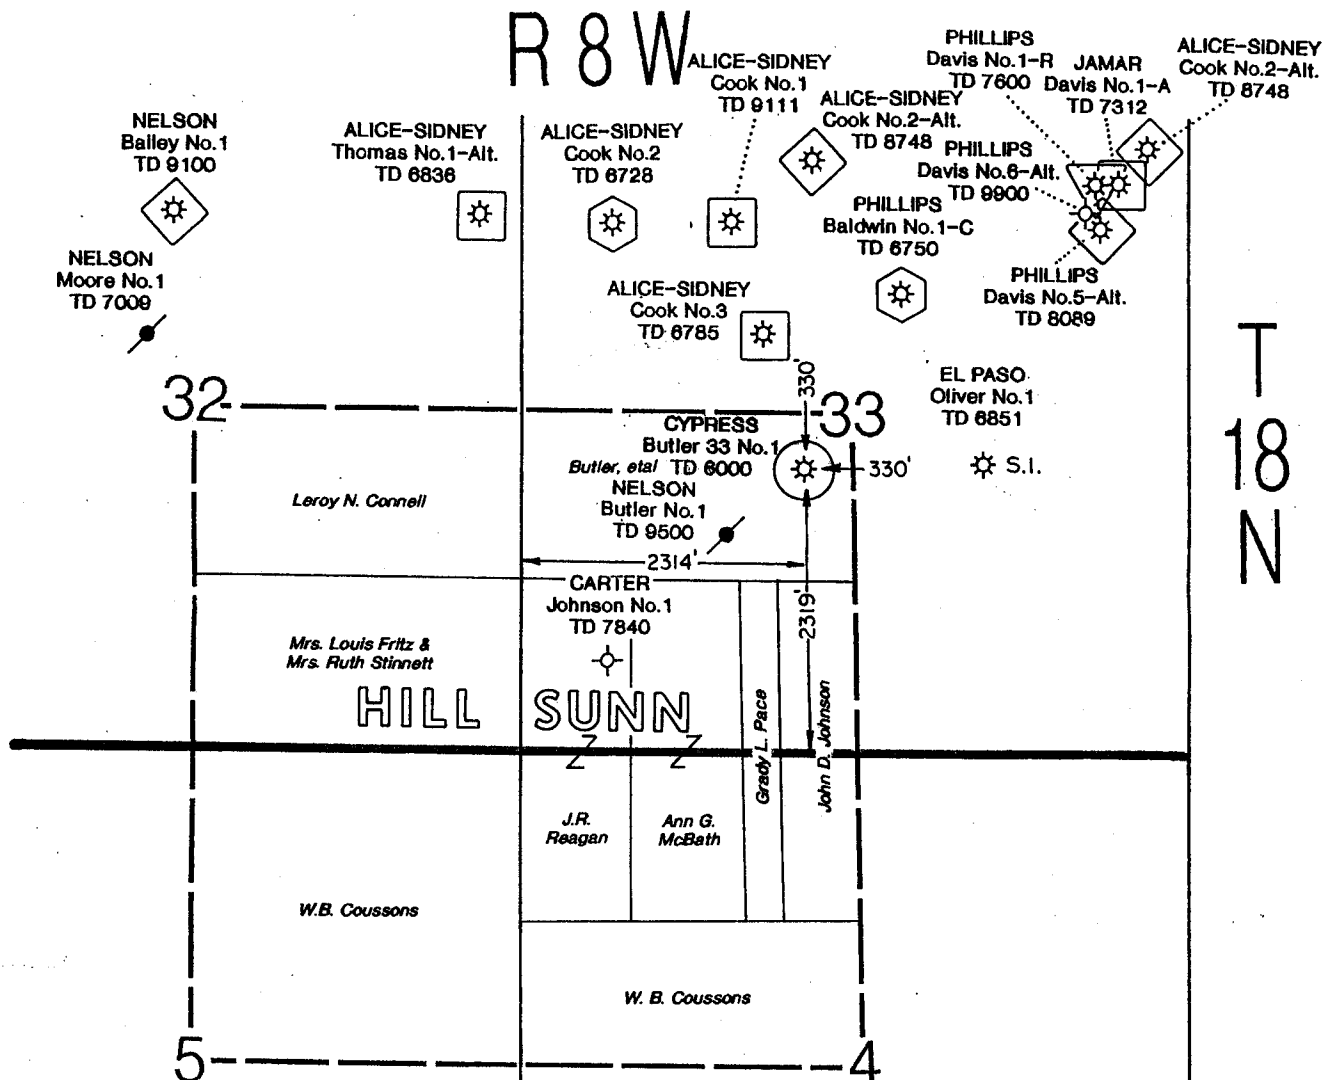 R 8 W
PHILLIPS
Davis No.1-R
TD 7600
JAMAR
Davis No.1-A
TD 7312
ALICE-SIDNEY
Cook No.2-Alt.
TD 8748
ALICE-SIDNEY
Cook No.1
TD 9111
ALICE-SIDNEY
Cook No.2-Alt.
TD 8748
NELSON
Bailey No.1
TD 9100
ALICE-SIDNEY
Thomas No.1-Alt.
TD 6836
ALICE-SIDNEY
Cook No.2
TD 6728
PHILLIPS
Davis No.6-Alt.
TD 9900
PHILLIPS
Baldwin No.1-C
TD 6750
NELSON
Moore No.1
TD 7009
ALICE-SIDNEY
Cook No.3
TD 6785
PHILLIPS
Davis No.5-Alt.
TD 8089
T
18
N
EL PASO
Oliver No.1
TD 6851
S.I.
32
33
330'
CYPRESS
Butler 33 No.1
Butler, etal TD 6000
330'
NELSON
Butler No.1
TD 9500
Leroy N. Connell
2314'
CARTER
Johnson No.1
TD 7840
2319'
Mrs. Louis Fritz &
Mrs. Ruth Stinnett
HILL SUNN
Z Z
Grady L. Pace
John D. Johnson
J.R.
Reagan
Ann G.
McBath
W.B. Coussons
W. B. Coussons
5
4